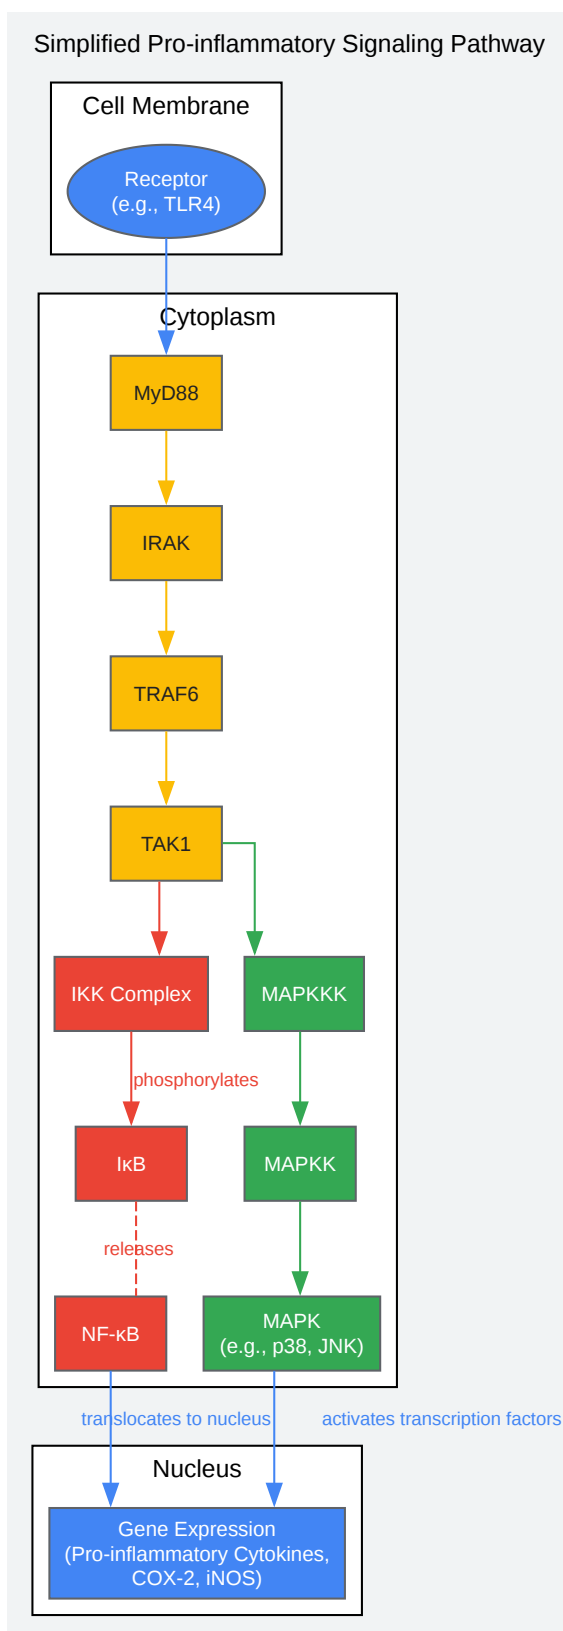 Simplified Pro-inflammatory Signaling Pathway
Cell Membrane
Receptor
(e.g., TLR4)
Cytoplasm
MyD88
IRAK
TRAF6
TAK1
IKK Complex
MAPKKK
phosphorylates
IκB
MAPKK
releases
NF-κB
MAPK
(e.g., p38, JNK)
translocates to nucleus
activates transcription factors
Nucleus
Gene Expression
(Pro-inflammatory Cytokines,
COX-2, iNOS)